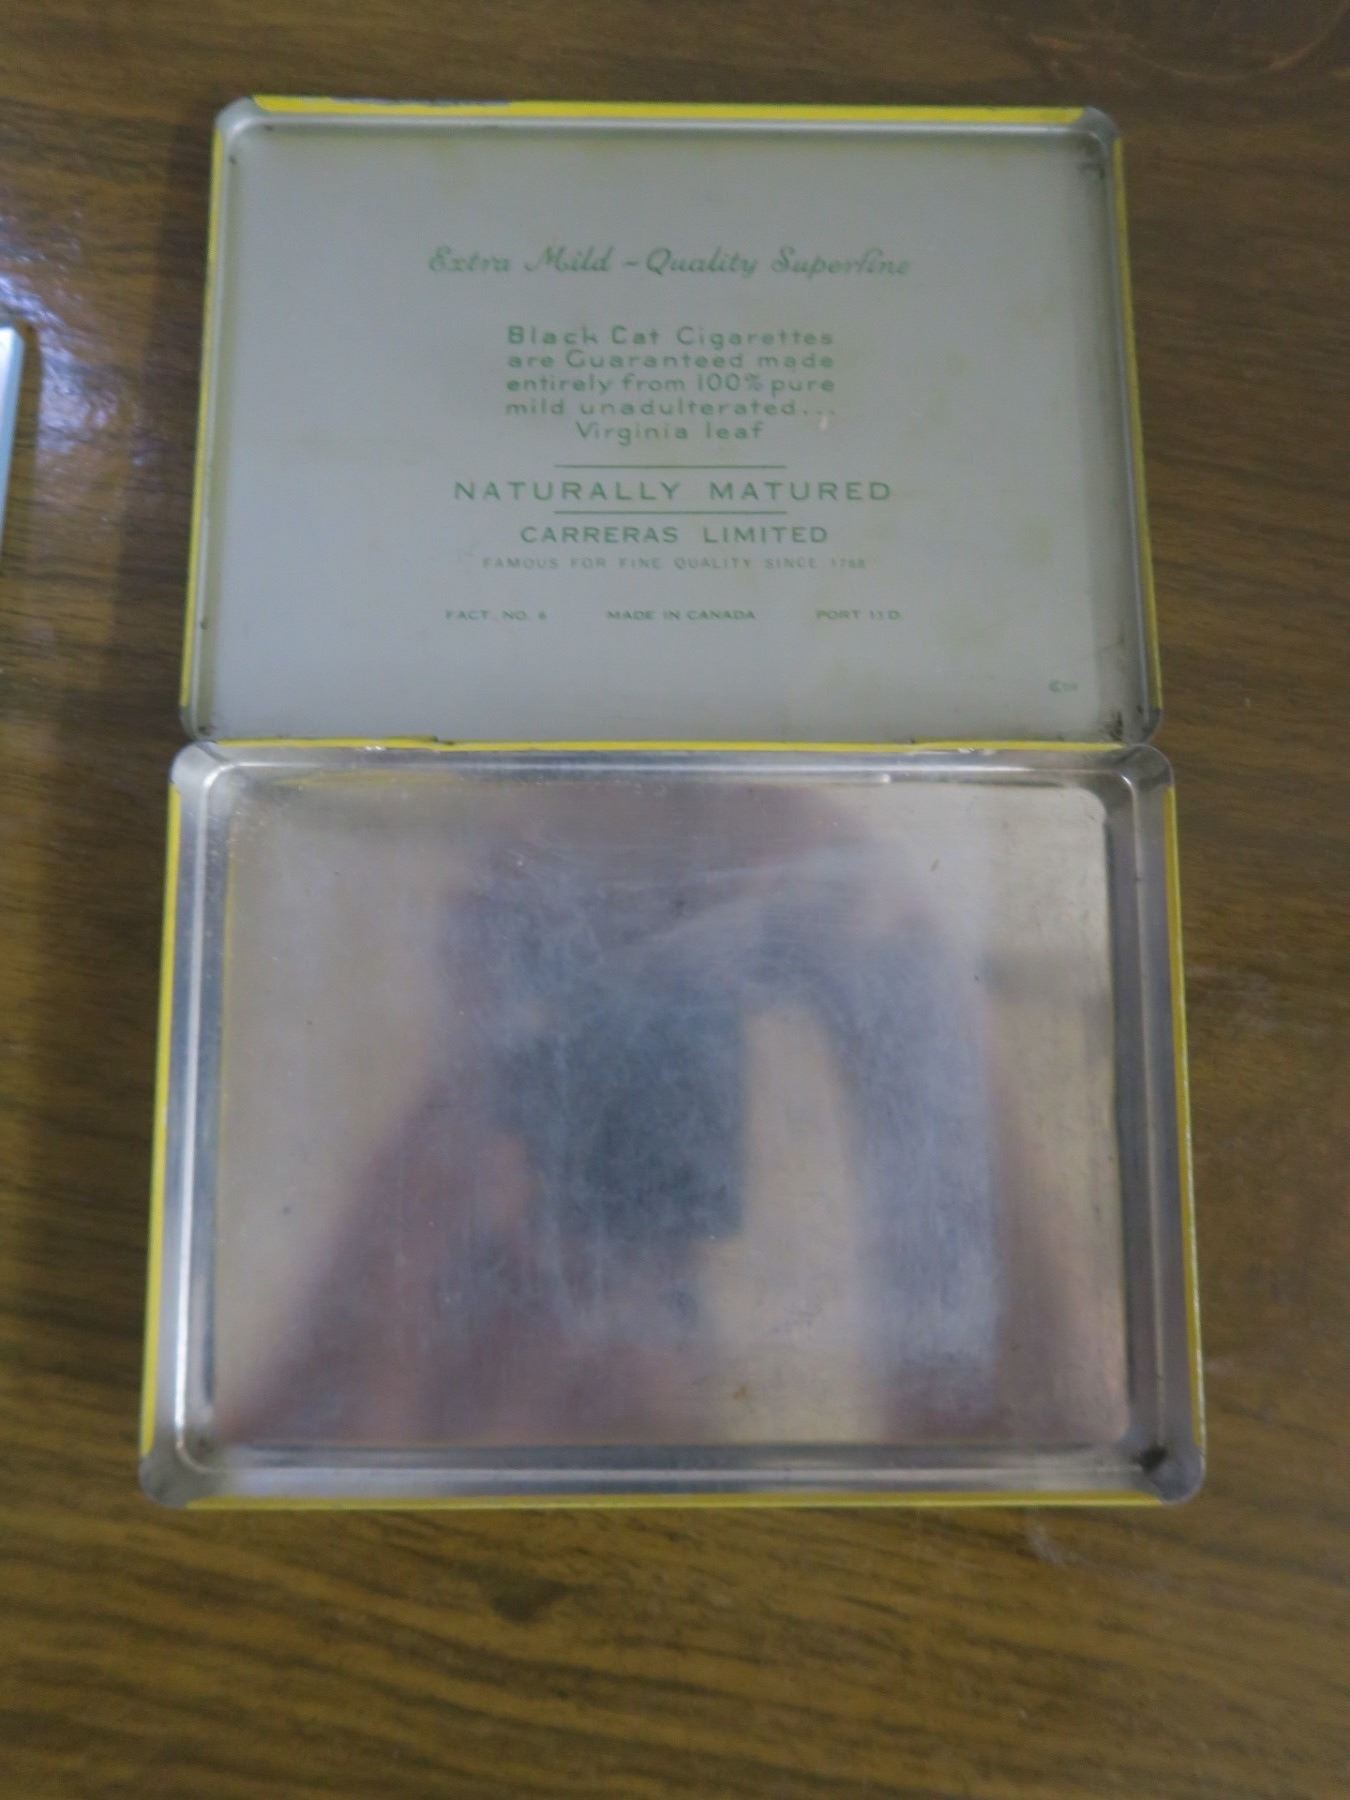 Extra Mild - Quality Superfine
Black Cat Cigarettes
are Guaranteed made
entirely from 100% pure
mild unadulterated...
Virginia leaf
NATURALLY MATURED
CARRERAS LIMITED
FAMOUS FOR FINE QUALITY SINCE 1788
FACT. NO. 6 MADE IN CANADA PORT 11 D